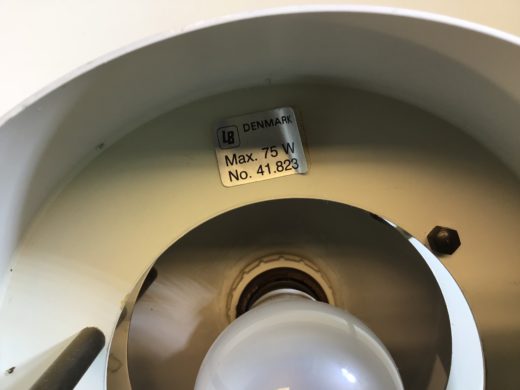 LB DENMARK
Max. 75 W
No. 41.823